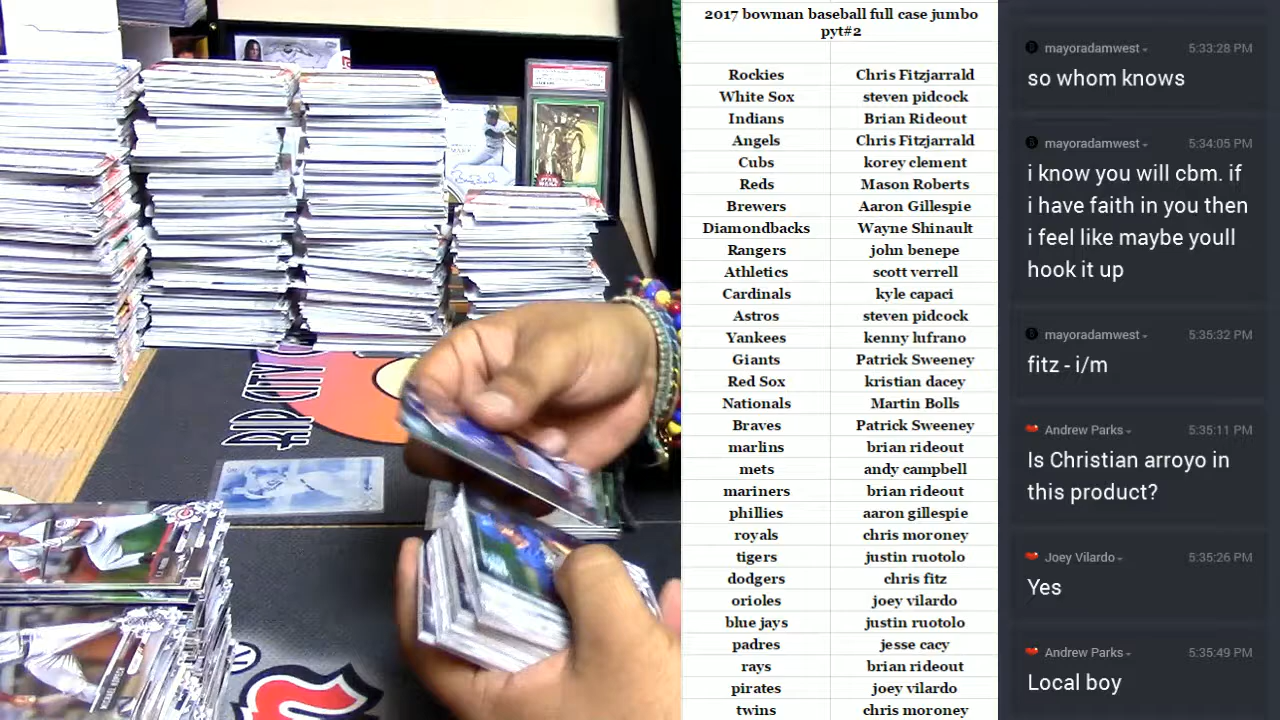 2017 bowman baseball full case jumbo
pyt#2
Rockies Chris Fitzjarrald
White Sox steven pidcock
Indians Brian Rideout
Angels Chris Fitzjarrald
Cubs korey clement
Reds Mason Roberts
Brewers Aaron Gillespie
Diamondbacks Wayne Shinault
Rangers john benepe
Athletics scott verrell
Cardinals kyle capaci
Astros steven pidcock
Yankees kenny lufrano
Giants Patrick Sweeney
Red Sox kristian dacey
Nationals Martin Bolls
Braves Patrick Sweeney
marlins brian rideout
mets andy campbell
mariners brian rideout
phillies aaron gillespie
royals chris moroney
tigers justin ruotolo
dodgers chris fitz
orioles joey vilardo
blue jays justin ruotolo
padres jesse cacy
rays brian rideout
pirates joey vilardo
twins chris moroney
mayoradamwest 5:33:28 PM
so whom knows
mayoradamwest 5:34:05 PM
i know you will cbm. if
i have faith in you then
i feel like maybe youll
hook it up
mayoradamwest 5:35:32 PM
fitz - i/m
Andrew Parks 5:35:11 PM
Is Christian arroyo in
this product?
Joey Vilardo 5:35:26 PM
Yes
Andrew Parks 5:35:49 PM
Local boy
RIP CITY
MICHAEL KOPECH